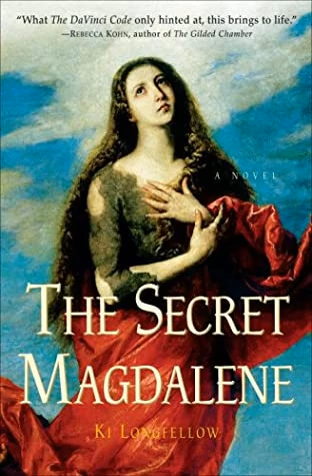 “What The DaVinci Code only hinted at, this brings to life.”
—Rebecca Kohn, author of The Gilded Chamber
A NOVEL
The Secret
Magdalene
Ki Longfellow